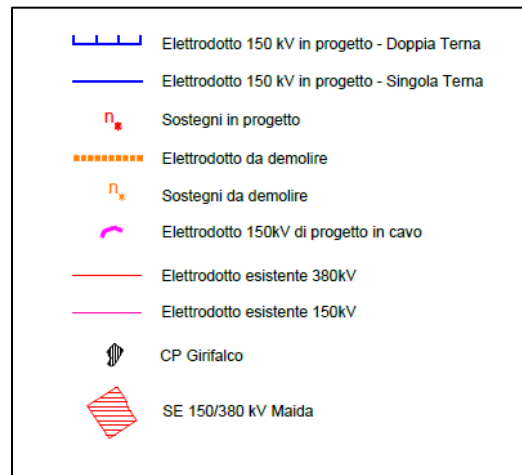 Elettrodotto 150 kV in progetto - Doppia Terna
Elettrodotto 150 kV in progetto - Singola Terna
n* Sostegni in progetto
Elettrodotto da demolire
n* Sostegni da demolire
Elettrodotto 150kV di progetto in cavo
Elettrodotto esistente 380kV
Elettrodotto esistente 150kV
CP Girifalco
SE 150/380 kV Maida